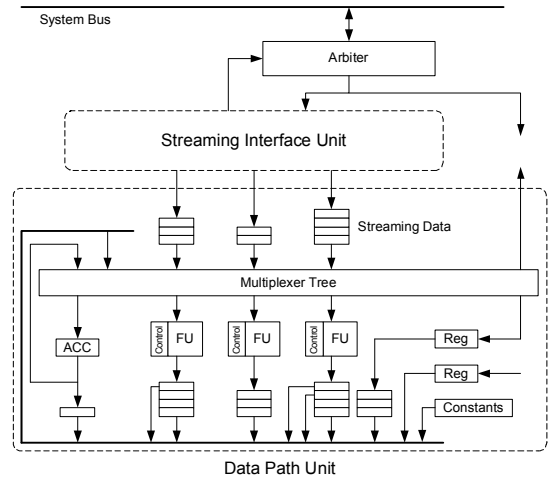 System Bus
Arbiter
Streaming Interface Unit
Streaming Data
Multiplexer Tree
ACC
Control
FU
Control
FU
Control
FU
Reg
Reg
Constants
Data Path Unit